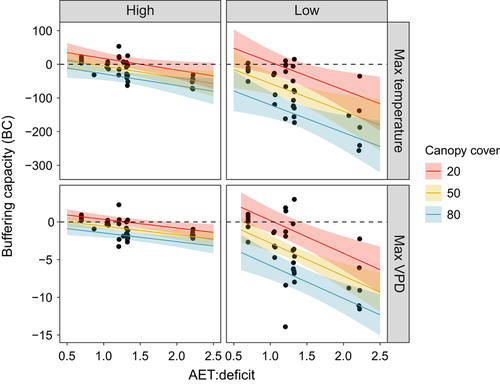 High
Low
100
0
−100
−200
−300
Max temperature
0
−5
−10
−15
Max VPD
Buffering capacity (BC)
0.5 1.0 1.5 2.0 2.5
0.5 1.0 1.5 2.0 2.5
AET:deficit
Canopy cover
20
50
80